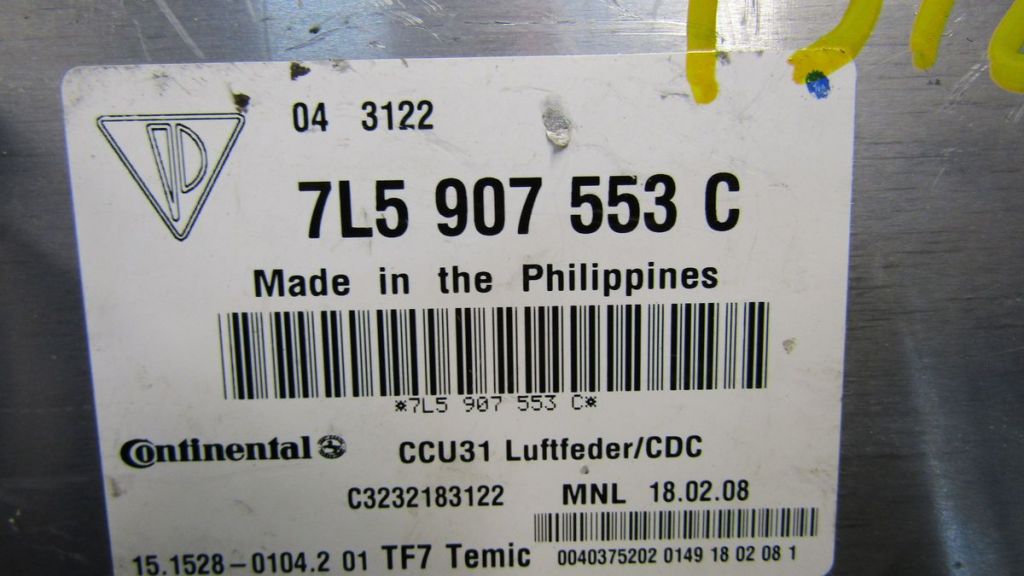 04 3122
7L5 907 553 C
Made in the Philippines
*7L5 907 553 C*
Continental CCU31 Luftfeder/CDC
C3232183122 MNL 18.02.08
15.1528-0104.2 01 TF7 Temic 0040375202 0149 18 02 08 1